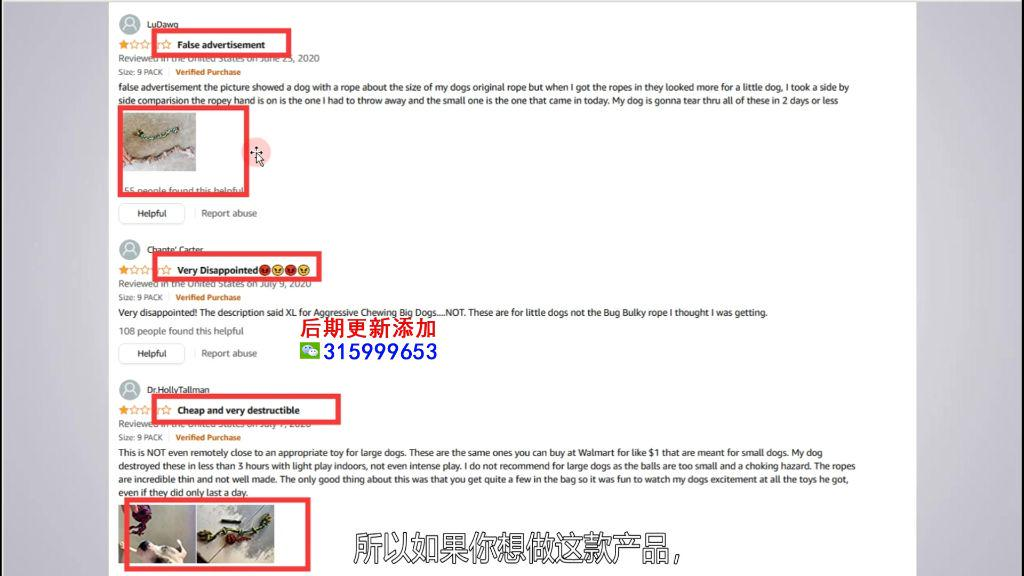 LuDawg
False advertisement
Reviewed in the United States on June 25, 2020
Size: 9 PACK Verified Purchase
false advertisement the picture showed a dog with a rope about the size of my dogs original rope but when I got the ropes in they looked more for a little dog, I took a side by
side comparision the ropey hand is on is the one I had to throw away and the small one is the one that came in today. My dog is gonna tear thru all of these in 2 days or less
55 people found this helpful
Helpful Report abuse
Chante' Carter
Very Disappointed😡😠😡😠
Reviewed in the United States on July 9, 2020
Size: 9 PACK Verified Purchase
Very disappointed! The description said XL for Aggressive Chewing Big Dogs....NOT. These are for little dogs not the Bug Bulky rope I thought I was getting.
108 people found this helpful
后期更新添加
315999653
Helpful Report abuse
Dr.HollyTallman
Cheap and very destructible
Reviewed in the United States on July 7, 2020
Size: 9 PACK Verified Purchase
This is NOT even remotely close to an appropriate toy for large dogs. These are the same ones you can buy at Walmart for like $1 that are meant for small dogs. My dog
destroyed these in less than 3 hours with light play indoors, not even intense play. I do not recommend for large dogs as the balls are too small and a choking hazard. The ropes
are incredible thin and not well made. The only good thing about this was that you get quite a few in the bag so it was fun to watch my dogs excitement at all the toys he got,
even if they did only last a day.
所以如果你想做这款产品，